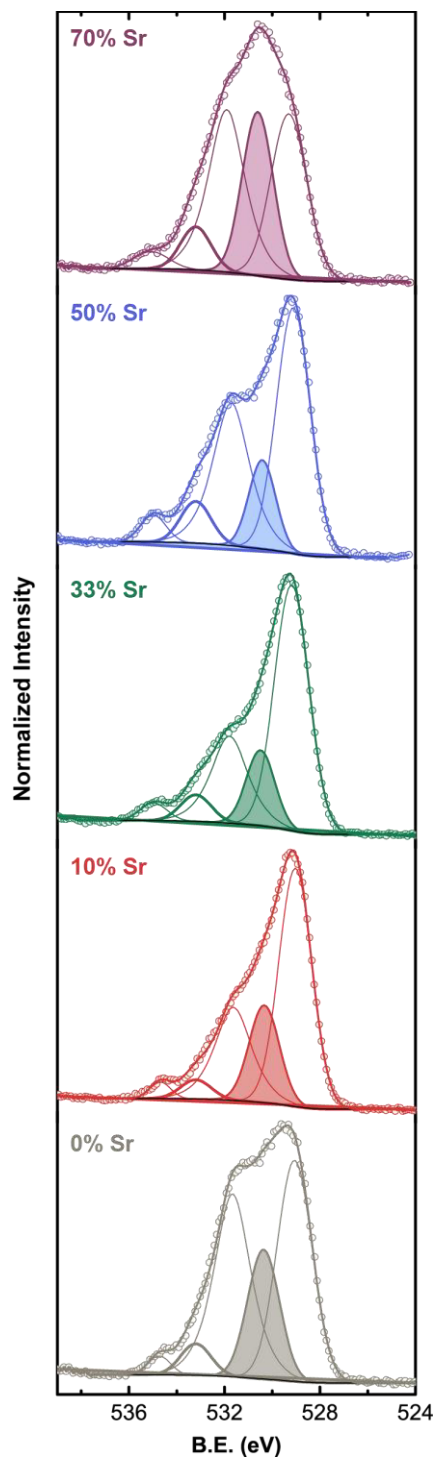 70% Sr
50% Sr
33% Sr
10% Sr
0% Sr
Normalized Intensity
536 532 528 524
B.E. (eV)